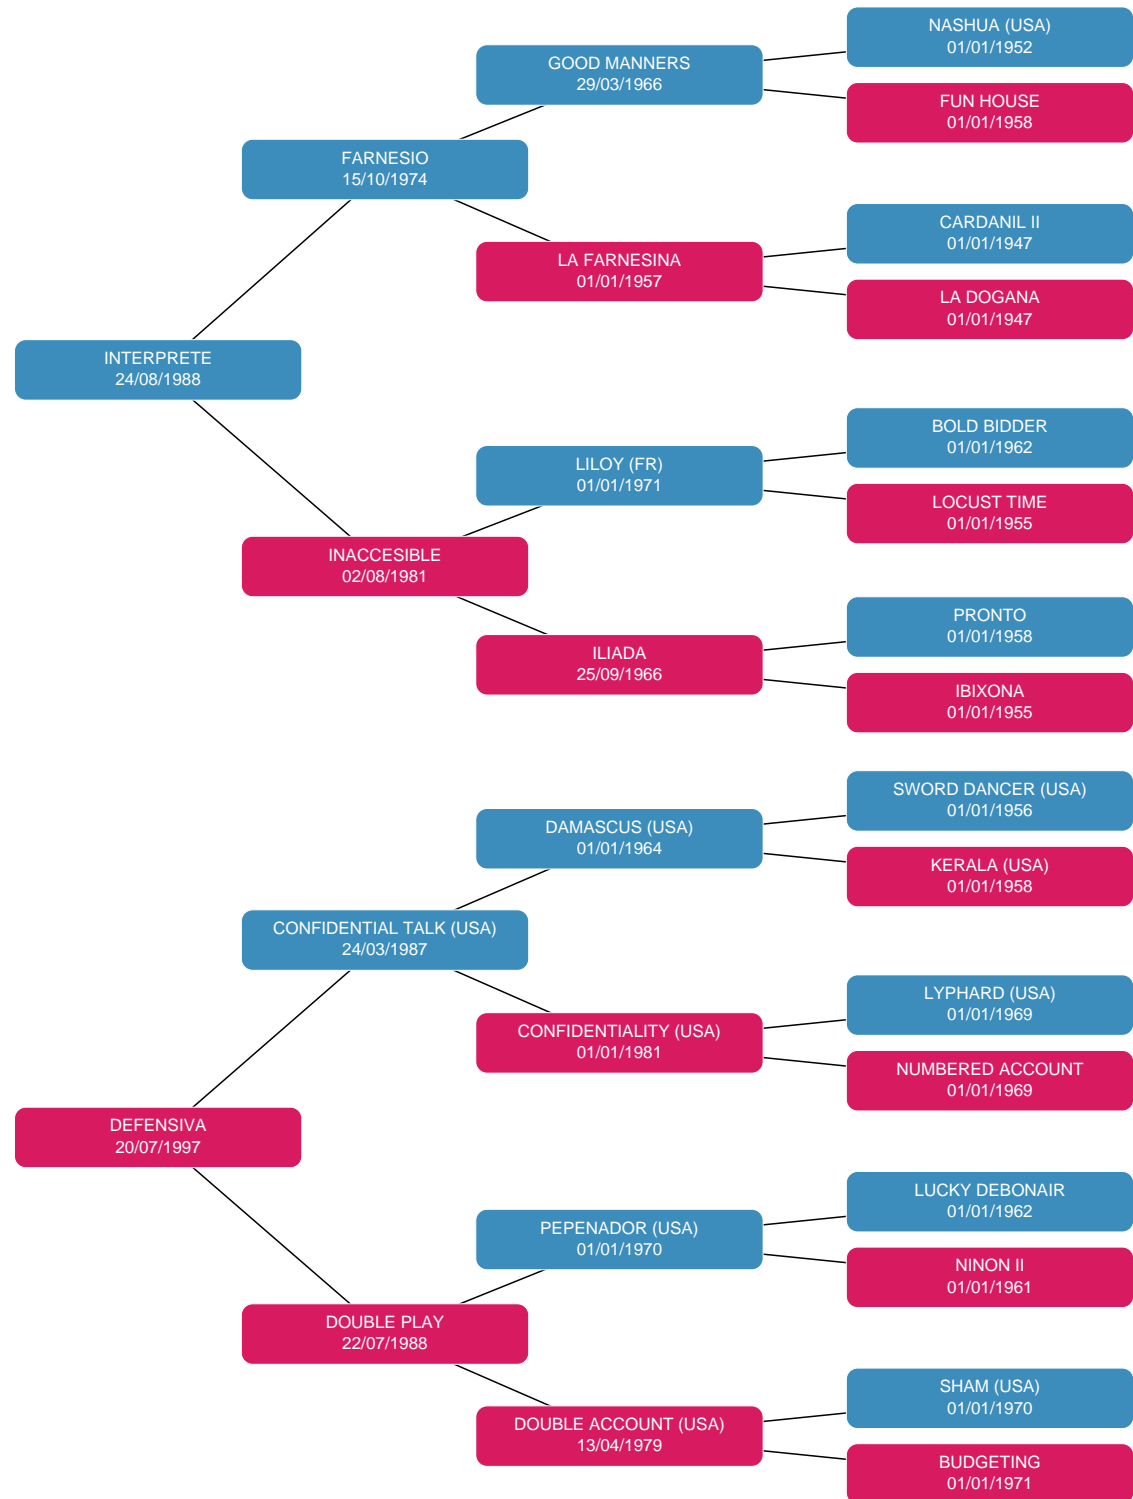 NASHUA (USA)
01/01/1952
GOOD MANNERS
29/03/1966
FUN HOUSE
01/01/1958
FARNESIO
15/10/1974
CARDANIL II
01/01/1947
LA FARNESINA
01/01/1957
LA DOGANA
01/01/1947
INTERPRETE
24/08/1988
BOLD BIDDER
01/01/1962
LILOY (FR)
01/01/1971
LOCUST TIME
01/01/1955
INACCESIBLE
02/08/1981
PRONTO
01/01/1958
ILIADA
25/09/1966
IBIXONA
01/01/1955
SWORD DANCER (USA)
01/01/1956
DAMASCUS (USA)
01/01/1964
KERALA (USA)
01/01/1958
CONFIDENTIAL TALK (USA)
24/03/1987
LYPHARD (USA)
01/01/1969
CONFIDENTIALITY (USA)
01/01/1981
NUMBERED ACCOUNT
01/01/1969
DEFENSIVA
20/07/1997
LUCKY DEBONAIR
01/01/1962
PEPENADOR (USA)
01/01/1970
NINON II
01/01/1961
DOUBLE PLAY
22/07/1988
SHAM (USA)
01/01/1970
DOUBLE ACCOUNT (USA)
13/04/1979
BUDGETING
01/01/1971